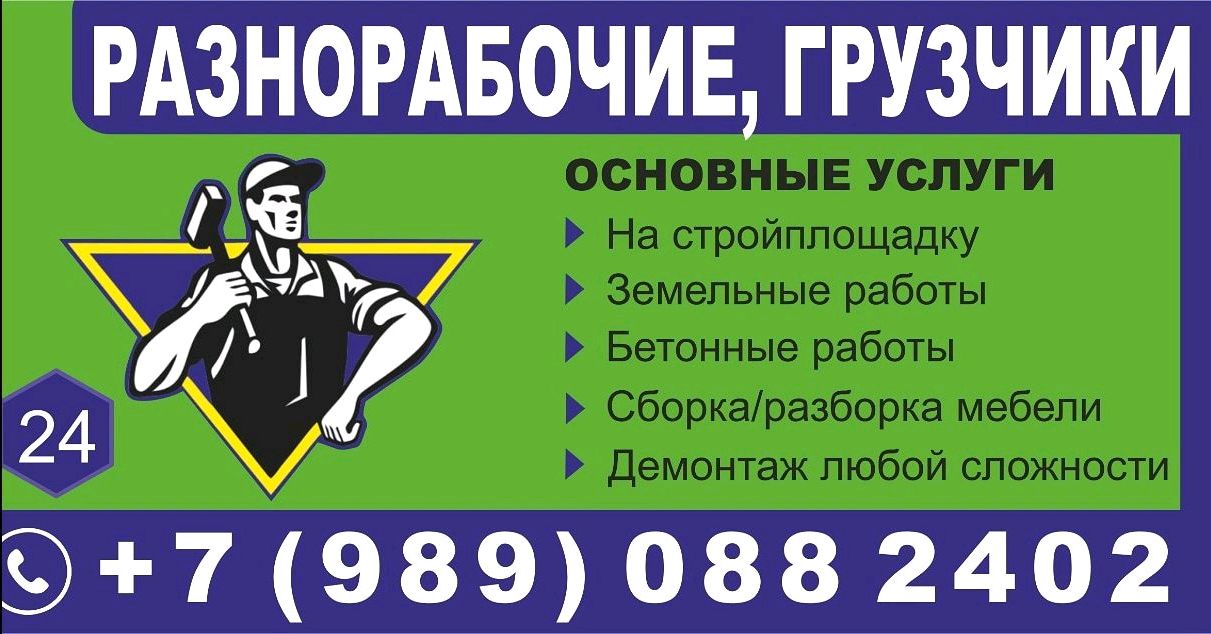 РАЗНОРАБОЧИЕ, ГРУЗЧИКИ
ОСНОВНЫЕ УСЛУГИ
На стройплощадку
Земельные работы
Бетонные работы
Сборка/разборка мебели
Демонтаж любой сложности
24
+7 (989) 088 2402